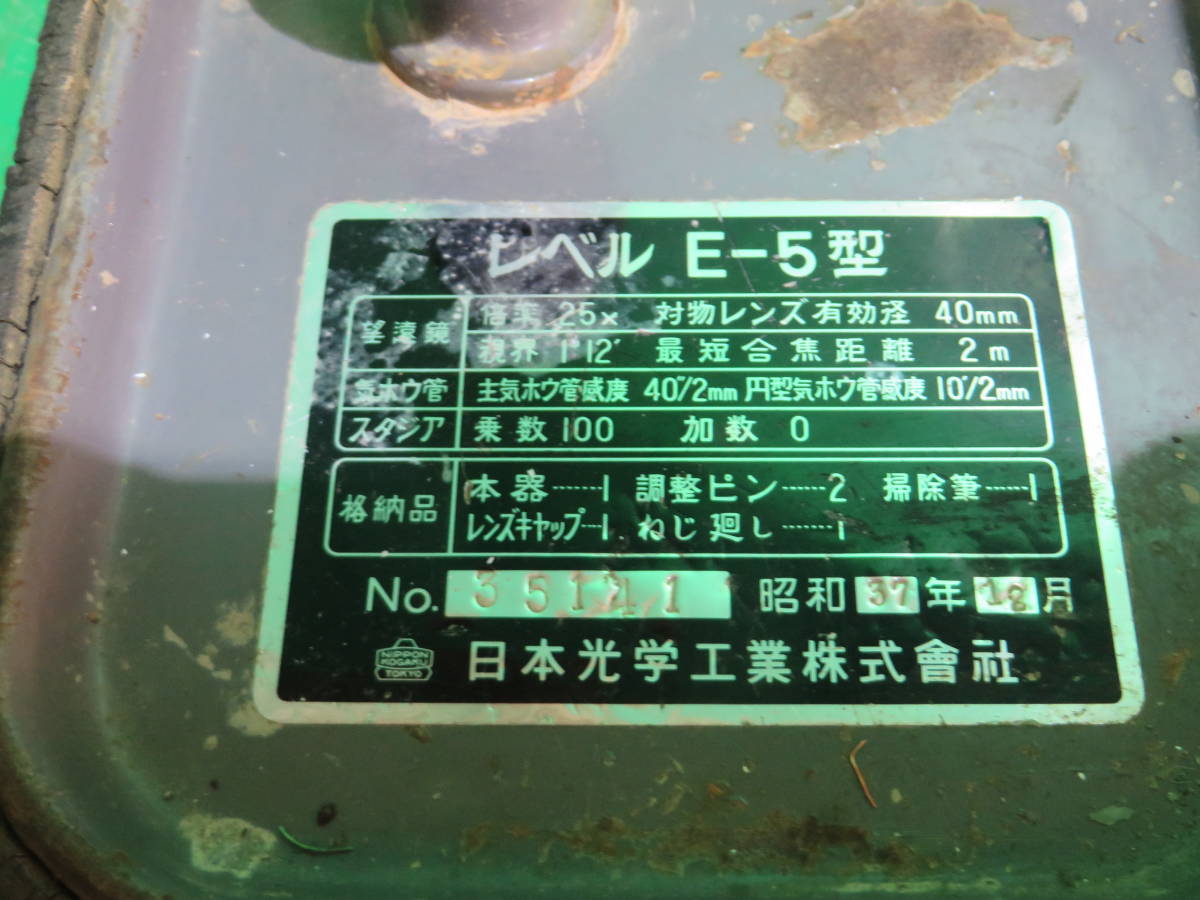 レベル E-5型
望遠鏡 倍率 25× 対物レンズ有効径 40mm
視界 1°12′ 最短合焦距離 2m
気ホウ管 主気ホウ管感度 40″/2mm 円型気ホウ管感度 10′/2mm
スタジア 乗数 100 加数 0
格納品 本器……1 調整ピン……2 掃除筆……1
レンズキャップ…1 ねじ廻し……1
No. 35141 昭和 37年 月
NIPPON KOGAKU TOKYO 日本光学工業株式會社